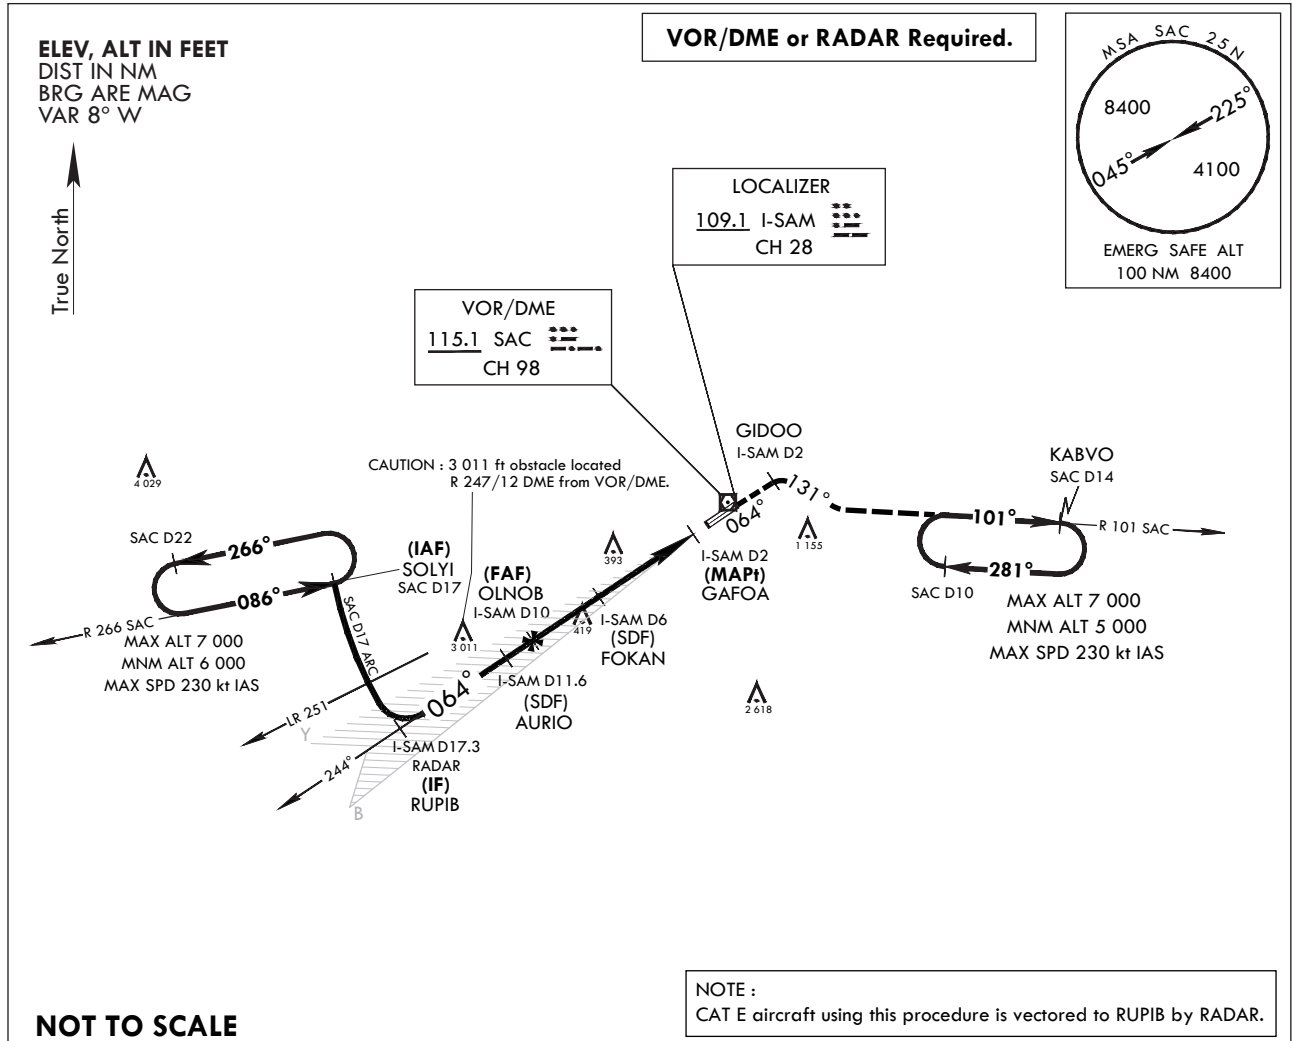 ELEV, ALT IN FEET
DIST IN NM
BRG ARE MAG
VAR 8° W
True North
VOR/DME or RADAR Required.
MSA SAC 25N
8400
225°
045°
4100
EMERG SAFE ALT
100 NM 8400
LOCALIZER
109.1 I-SAM
CH 28
VOR/DME
115.1 SAC
CH 98
GIDOO
I-SAM D2
131°
KABVO
SAC D14
101°
R 101 SAC
281°
SAC D10
MAX ALT 7 000
MNM ALT 5 000
MAX SPD 230 kt IAS
4 029
CAUTION : 3 011 ft obstacle located
R 247/12 DME from VOR/DME.
SAC D22
266°
086°
R 266 SAC
MAX ALT 7 000
MNM ALT 6 000
MAX SPD 230 kt IAS
(IAF)
SOLYI
SAC D17
SAC D17 ARC
(FAF)
OLNOB
I-SAM D10
3 011
393
419
064°
1 155
I-SAM D2
(MAPt)
GAFOA
I-SAM D6
(SDF)
FOKAN
I-SAM D11.6
(SDF)
AURIO
2 618
064°
LR 251
Y
244°
I-SAM D17.3
RADAR
(IF)
RUPIB
B
NOTE :
CAT E aircraft using this procedure is vectored to RUPIB by RADAR.
NOT TO SCALE